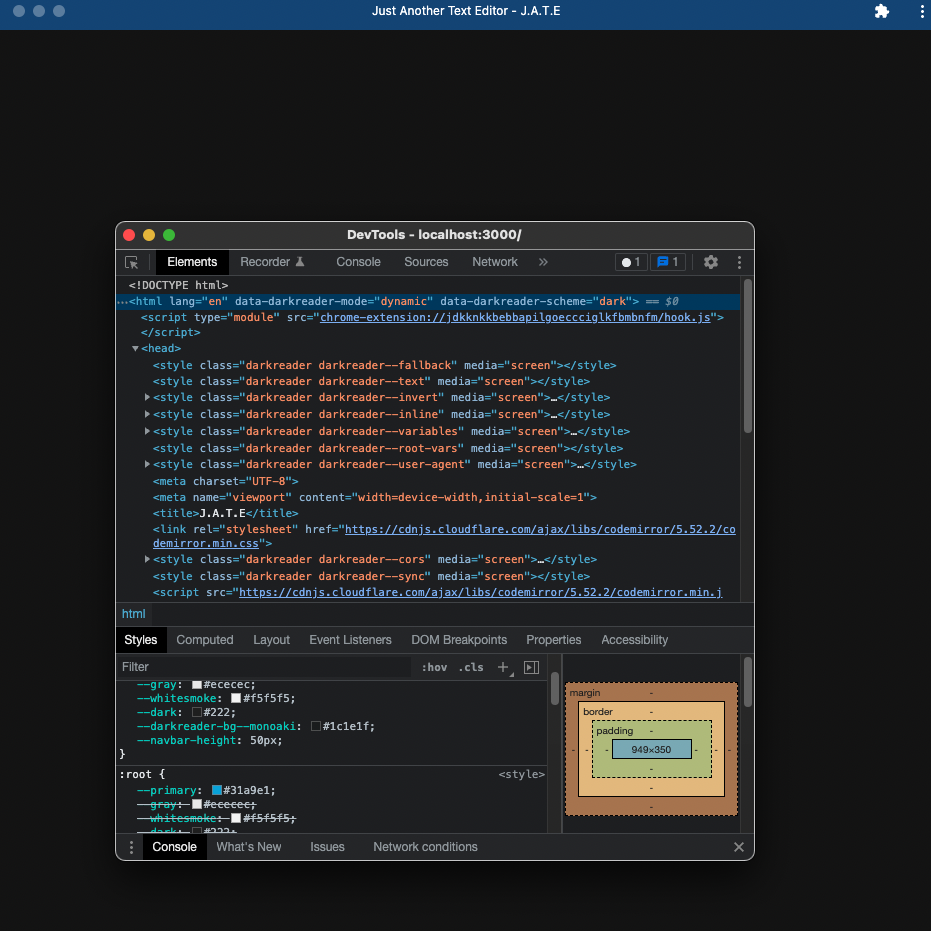 Just Another Text Editor - J.A.T.E
DevTools - localhost:3000/
Elements Recorder Console Sources Network » 1 1
<!DOCTYPE html>
…<html lang="en" data-darkreader-mode="dynamic" data-darkreader-scheme="dark"> == $0
<script type="module" src="chrome-extension://jdkknkkbebbapilgoeccciglkfbmbnfm/hook.js">
</script>
▼<head>
<style class="darkreader darkreader--fallback" media="screen"></style>
<style class="darkreader darkreader--text" media="screen"></style>
▶<style class="darkreader darkreader--invert" media="screen">…</style>
▶<style class="darkreader darkreader--inline" media="screen">…</style>
▶<style class="darkreader darkreader--variables" media="screen">…</style>
<style class="darkreader darkreader--root-vars" media="screen"></style>
▶<style class="darkreader darkreader--user-agent" media="screen">…</style>
<meta charset="UTF-8">
<meta name="viewport" content="width=device-width,initial-scale=1">
<title>J.A.T.E</title>
<link rel="stylesheet" href="https://cdnjs.cloudflare.com/ajax/libs/codemirror/5.52.2/co
demirror.min.css">
▶<style class="darkreader darkreader--cors" media="screen">…</style>
<style class="darkreader darkreader--sync" media="screen"></style>
<script src="https://cdnjs.cloudflare.com/ajax/libs/codemirror/5.52.2/codemirror.min.j
html
Styles Computed Layout Event Listeners DOM Breakpoints Properties Accessibility
Filter :hov .cls +
--gray: #ececec;
--whitesmoke: #f5f5f5;
--dark: #222;
--darkreader-bg--monoaki: #1c1e1f;
--navbar-height: 50px;
}
:root { <style>
--primary: #31a9e1;
--gray: #ececec;
--whitesmoke: #f5f5f5;
--dark: #222;
margin -
border -
padding -
- - - 949×350 - - -
-
-
-
Console What's New Issues Network conditions